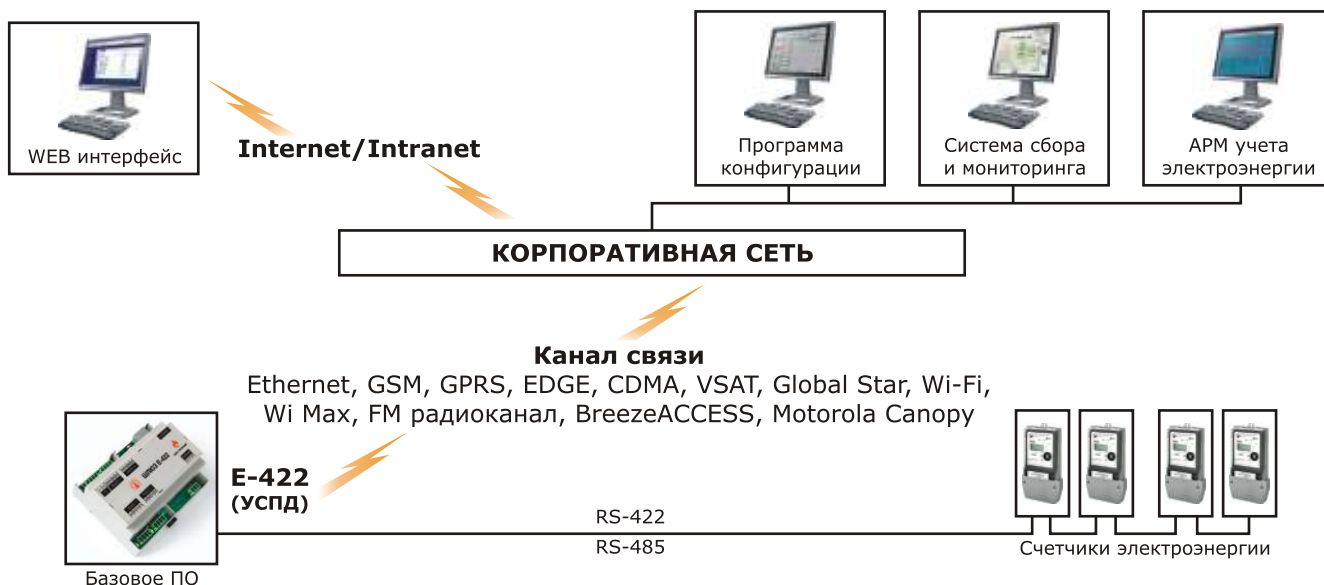 WEB интерфейс
Internet/Intranet
Программа
конфигурации
Система сбора
и мониторинга
АРМ учета
электроэнергии
КОРПОРАТИВНАЯ СЕТЬ
Канал связи
Ethernet, GSM, GPRS, EDGE, CDMA, VSAT, Global Star, Wi-Fi,
Wi Max, FM радиоканал, BreezeACCESS, Motorola Canopy
E-422
(УСПД)
Базовое ПО
RS-422
RS-485
Счетчики электроэнергии